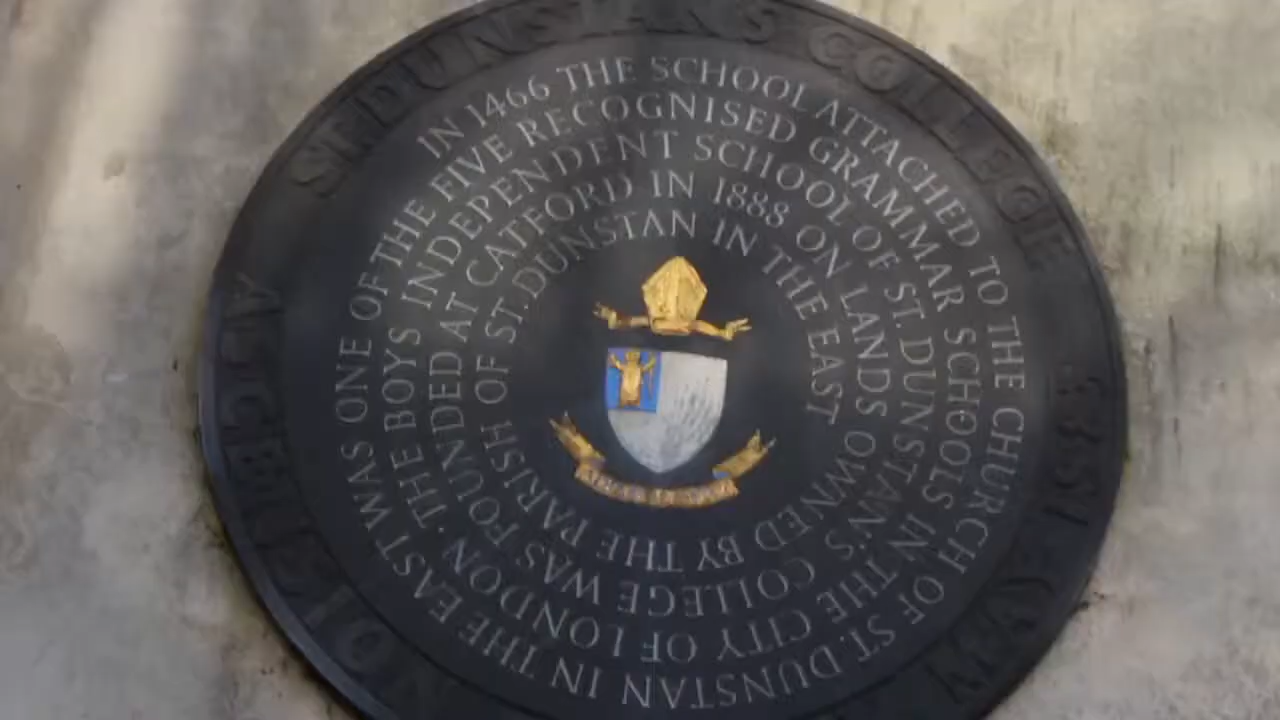 ST. DUNSTAN'S COLLEGE
IN 1466 THE SCHOOL ATTACHED TO THE CHURCH OF ST. DUNSTAN IN THE EAST WAS ONE OF THE FIVE RECOGNISED GRAMMAR SCHOOLS IN THE CITY OF LONDON. THE BOYS INDEPENDENT SCHOOL OF ST. DUNSTAN'S COLLEGE WAS FOUNDED AT CATFORD IN 1888 ON LANDS OWNED BY THE PARISH OF ST. DUNSTAN IN THE EAST